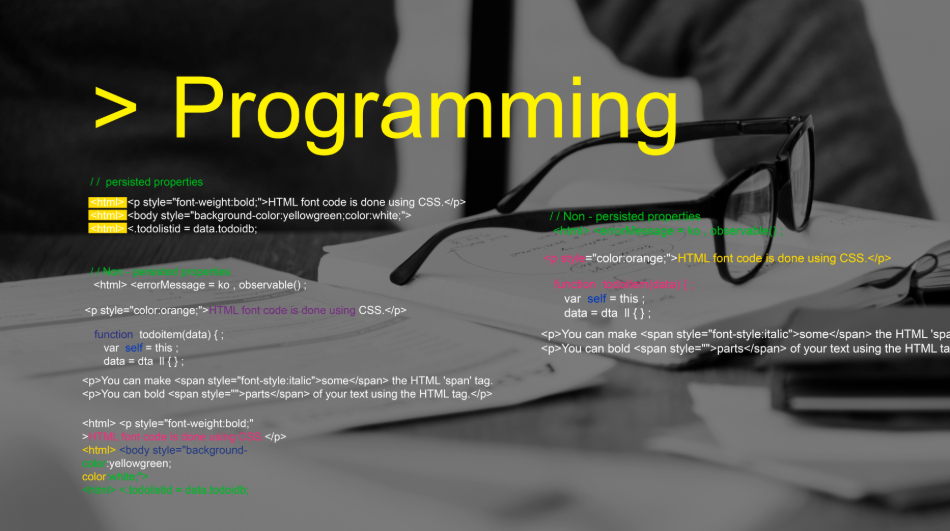 > Programming
// persisted properties
<html> <p style="font-weight:bold;">HTML font code is done using CSS.</p>
<html> <body style="background-color:yellowgreen;color:white;">
<html> <.todolistid = data.todoidb;
// Non - persisted properties
<html> <errorMessage = ko , observable() ;
<p style="color:orange;">HTML font code is done using CSS.</p>
function todoitem(data) { ;
var self = this ;
data = dta ll { } ;
<p>You can make <span style="font-style:italic">some</span> the HTML 'span' tag.
<p>You can bold <span style="">parts</span> of your text using the HTML tag.</p>
<html> <p style="font-weight:bold;"
>HTML font code is done using CSS.</p>
<html> <body style="background-
color:yellowgreen;
color:white;">
<html> <.todolistid = data.todoidb;
// Non - persisted properties
<html> <errorMessage = ko , observable() ;
<p style="color:orange;">HTML font code is done using CSS.</p>
function todoitem(data) { ;
var self = this ;
data = dta ll { } ;
<p>You can make <span style="font-style:italic">some</span> the HTML 'spa
<p>You can bold <span style="">parts</span> of your text using the HTML ta